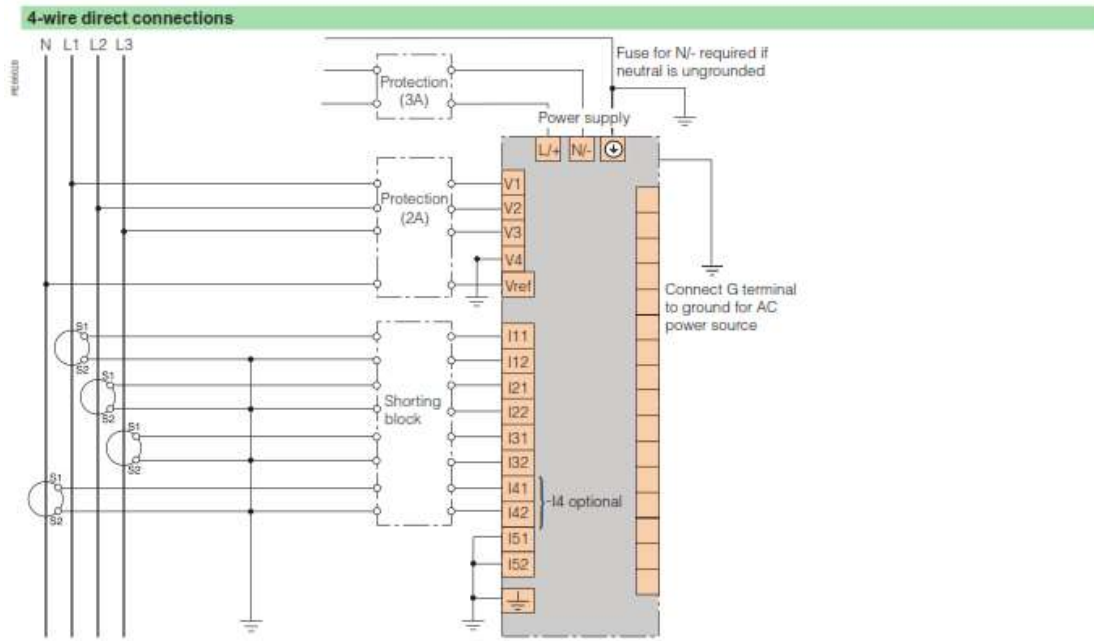 4-wire direct connections
N L1 L2 L3
Fuse for N/- required if
neutral is ungrounded
Protection
(3A)
Power supply
L/+ N/-
Protection
(2A)
V1
V2
V3
V4
Vref
Connect G terminal
to ground for AC
power source
S1
S2
S1
S2
S1
S2
S1
S2
Shorting
block
I11
I12
I21
I22
I31
I32
I41
I42
I51
I52
I4 optional